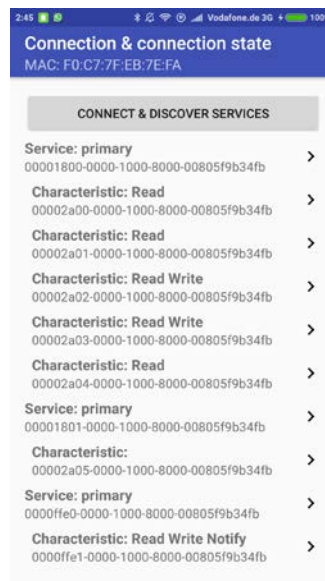 2:45 Vodafone.de 3G 100
Connection & connection state
MAC: F0:C7:7F:EB:7E:FA
CONNECT & DISCOVER SERVICES
Service: primary
00001800-0000-1000-8000-00805f9b34fb
Characteristic: Read
00002a00-0000-1000-8000-00805f9b34fb
Characteristic: Read
00002a01-0000-1000-8000-00805f9b34fb
Characteristic: Read Write
00002a02-0000-1000-8000-00805f9b34fb
Characteristic: Read Write
00002a03-0000-1000-8000-00805f9b34fb
Characteristic: Read
00002a04-0000-1000-8000-00805f9b34fb
Service: primary
00001801-0000-1000-8000-00805f9b34fb
Characteristic:
00002a05-0000-1000-8000-00805f9b34fb
Service: primary
0000ffe0-0000-1000-8000-00805f9b34fb
Characteristic: Read Write Notify
0000ffe1-0000-1000-8000-00805f9b34fb